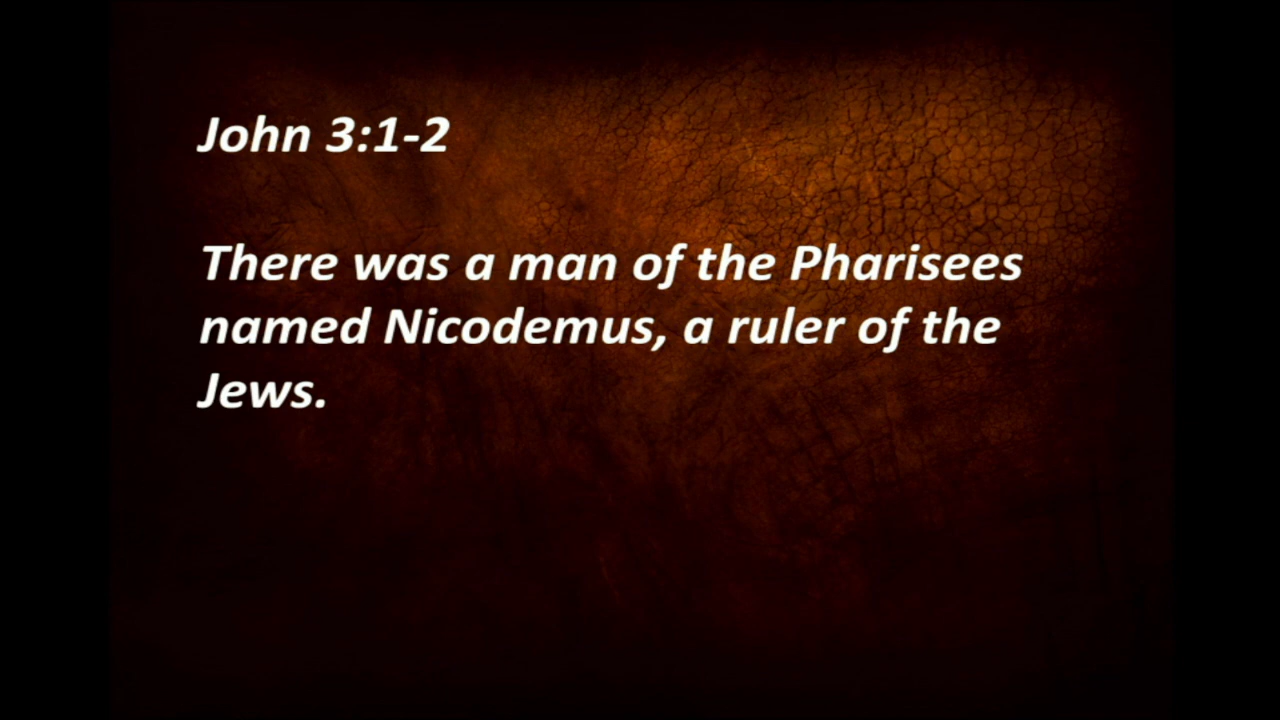 John 3:1-2
There was a man of the Pharisees
named Nicodemus, a ruler of the
Jews.